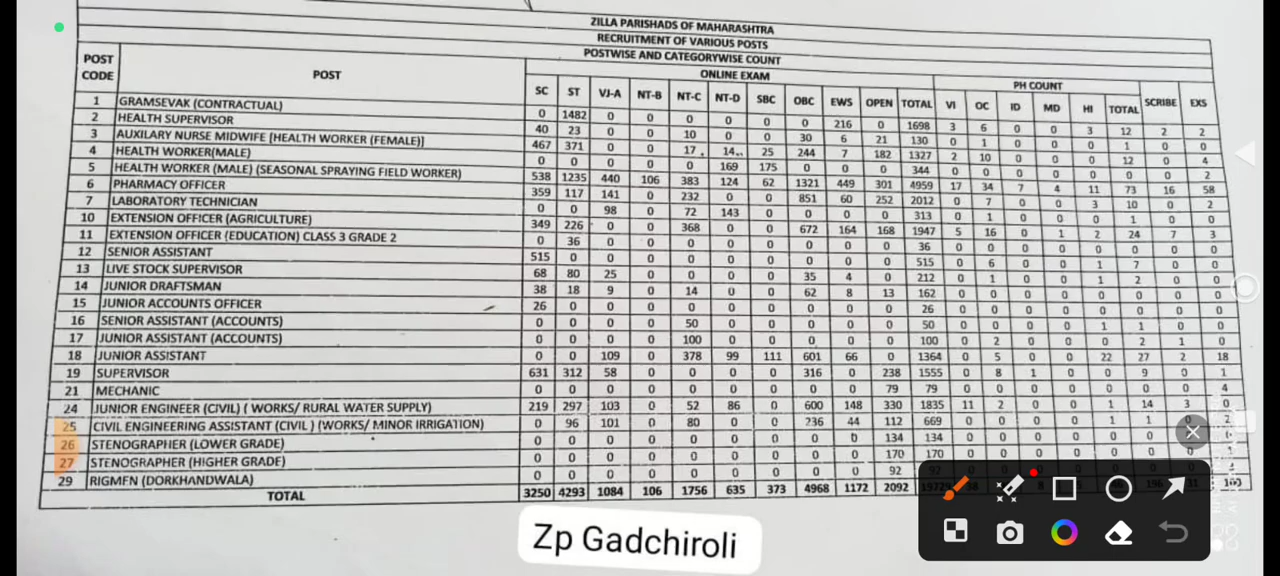 ZILLA PARISHADS OF MAHARASHTRA
RECRUITMENT OF VARIOUS POSTS
POSTWISE AND CATEGORYWISE COUNT
POST CODE POST ONLINE EXAM PH COUNT SCRIBE EXS
SC ST VJ-A NT-B NT-C NT-D SBC OBC EWS OPEN TOTAL VI OC ID MD HI TOTAL
1 GRAMSEVAK (CONTRACTUAL) 0 1482 0 0 0 0 0 0 216 0 1698 3 6 0 0 3 12 2 2
2 HEALTH SUPERVISOR 40 23 0 0 10 0 0 30 6 21 130 0 1 0 0 0 1 0 0
3 AUXILARY NURSE MIDWIFE [HEALTH WORKER (FEMALE)] 467 371 0 0 17 14 25 244 7 182 1327 2 10 0 0 0 12 0 4
4 HEALTH WORKER(MALE) 0 0 0 0 0 169 175 0 0 0 344 0 0 0 0 0 0 0 2
5 HEALTH WORKER (MALE) (SEASONAL SPRAYING FIELD WORKER) 538 1235 440 106 383 124 62 1321 449 301 4959 17 34 7 4 11 73 16 58
6 PHARMACY OFFICER 359 117 141 0 232 0 0 851 60 252 2012 0 7 0 0 3 10 0 2
7 LABORATORY TECHNICIAN 0 0 98 0 72 143 0 0 0 0 313 0 1 0 0 0 1 0 0
10 EXTENSION OFFICER (AGRICULTURE) 349 226 0 0 368 0 0 672 164 168 1947 5 16 0 1 2 24 7 3
11 EXTENSION OFFICER (EDUCATION) CLASS 3 GRADE 2 0 36 0 0 0 0 0 0 0 0 36 0 0 0 0 0 0 0 0
12 SENIOR ASSISTANT 515 0 0 0 0 0 0 0 0 0 515 0 6 0 0 1 7 0 0
13 LIVE STOCK SUPERVISOR 68 80 25 0 0 0 0 35 4 0 212 0 1 0 0 1 2 0 0
14 JUNIOR DRAFTSMAN 38 18 9 0 14 0 0 62 8 13 162 0 0 0 0 0 0 0 0
15 JUNIOR ACCOUNTS OFFICER 26 0 0 0 0 0 0 0 0 0 26 0 0 0 0 0 0 0 0
16 SENIOR ASSISTANT (ACCOUNTS) 0 0 0 0 50 0 0 0 0 0 50 0 0 0 0 1 1 0 0
17 JUNIOR ASSISTANT (ACCOUNTS) 0 0 0 0 100 0 0 0 0 0 100 0 2 0 0 0 2 1 0
18 JUNIOR ASSISTANT 0 0 109 0 378 99 111 601 66 0 1364 0 5 0 0 22 27 2 18
19 SUPERVISOR 631 312 58 0 0 0 0 316 0 238 1555 0 8 1 0 0 9 0 1
21 MECHANIC 0 0 0 0 0 0 0 0 0 79 79 0 0 0 0 0 0 0 4
24 JUNIOR ENGINEER (CIVIL) ( WORKS/ RURAL WATER SUPPLY) 219 297 103 0 52 86 0 600 148 330 1835 11 2 0 0 1 14 3 0
25 CIVIL ENGINEERING ASSISTANT (CIVIL ) (WORKS/ MINOR IRRIGATION) 0 96 101 0 80 0 0 236 44 112 669 0 0 0 0 1 1 0 2
26 STENOGRAPHER (LOWER GRADE) 0 0 0 0 0 0 0 0 0 134 134 0 0 0 0 0 0
27 STENOGRAPHER (HIGHER GRADE) 0 0 0 0 0 0 0 0 0 170 170 0 0 0 0 0 0
29 RIGMEN (DORKHANDWALA) 0 0 0 0 0 0 0 0 0 92 92
TOTAL 3250 4293 1084 106 1756 635 373 4968 1172 2092
Zp Gadchiroli